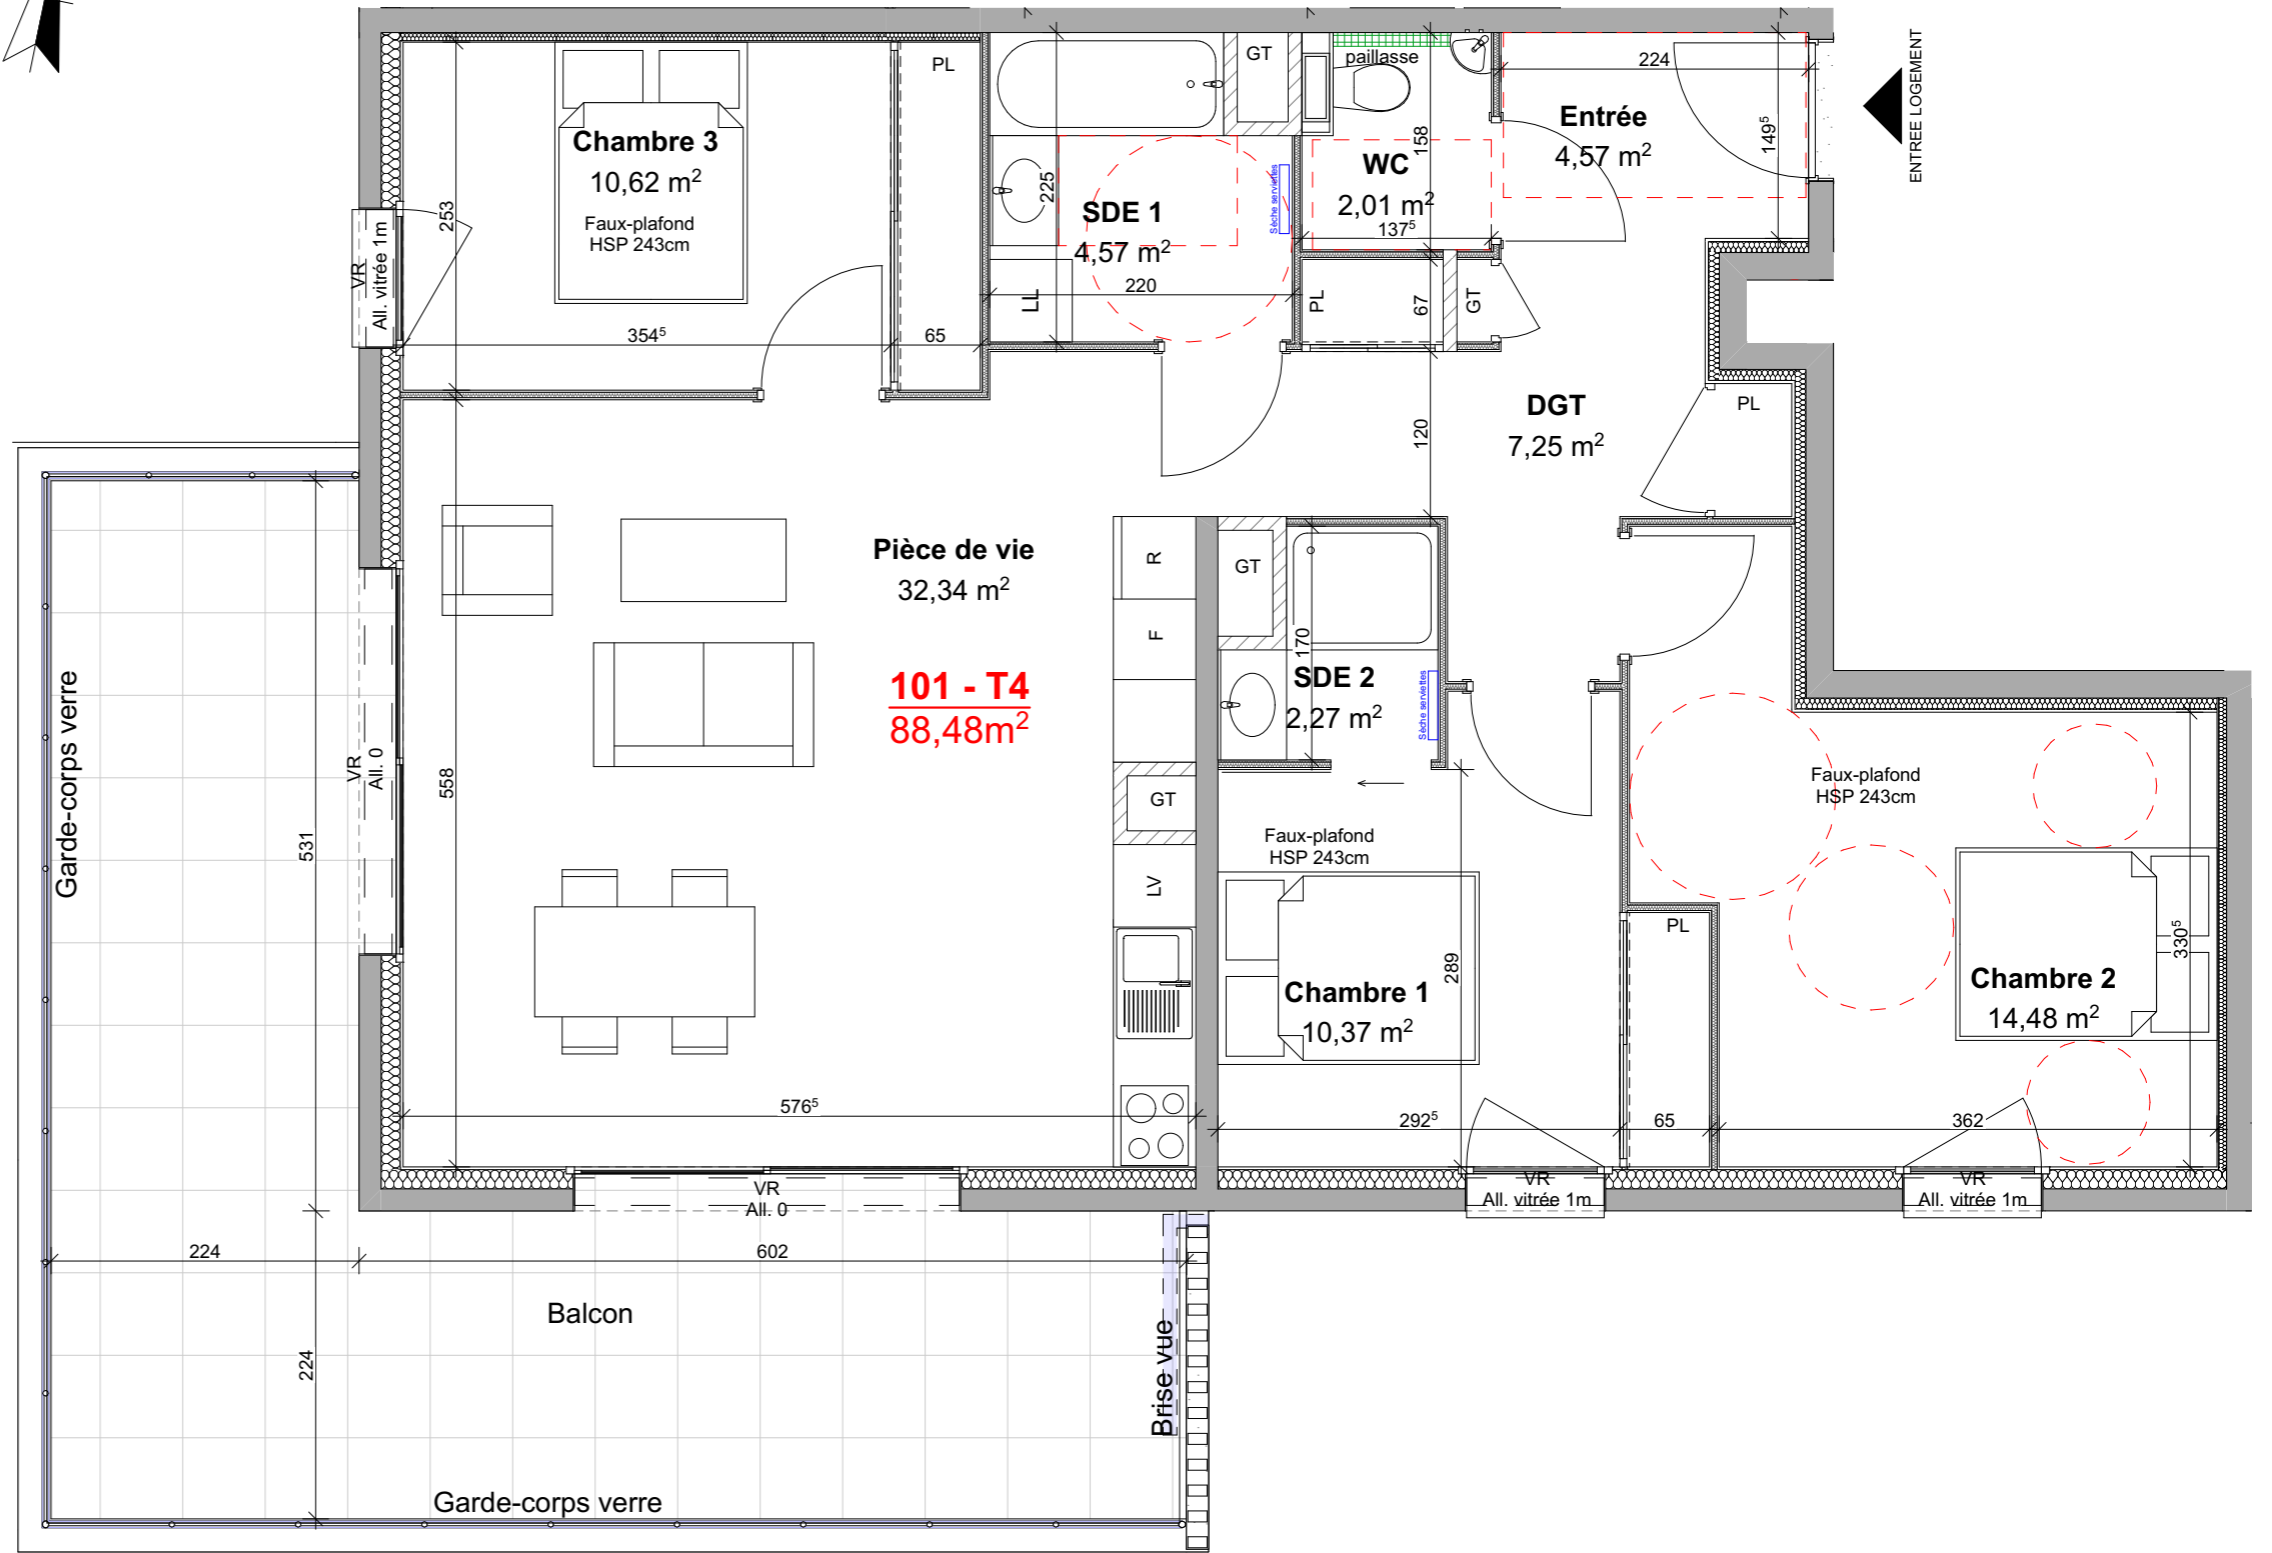 PL
GT
paillasse
224
Entrée
4,57 m²
149⁵
ENTREE LOGEMENT
Chambre 3
10,62 m²
Faux-plafond
HSP 243cm
253
VR
All. vitrée 1m
354⁵
65
225
SDE 1
4,57 m²
Sèche serviettes
LL
220
158
WC
2,01 m²
137⁵
PL
67
GT
120
DGT
7,25 m²
PL
Pièce de vie
32,34 m²
101 - T4
88,48m²
R
F
GT
LV
GT
170
SDE 2
2,27 m²
Sèche serviettes
Garde-corps verre
531
VR
All. 0
558
576⁵
Faux-plafond
HSP 243cm
Chambre 1
10,37 m²
289
292⁵
PL
65
Faux-plafond
HSP 243cm
Chambre 2
14,48 m²
330⁵
362
VR
All. 0
VR
All. vitrée 1m
VR
All. vitrée 1m
224
602
Balcon
224
Brise vue
Garde-corps verre